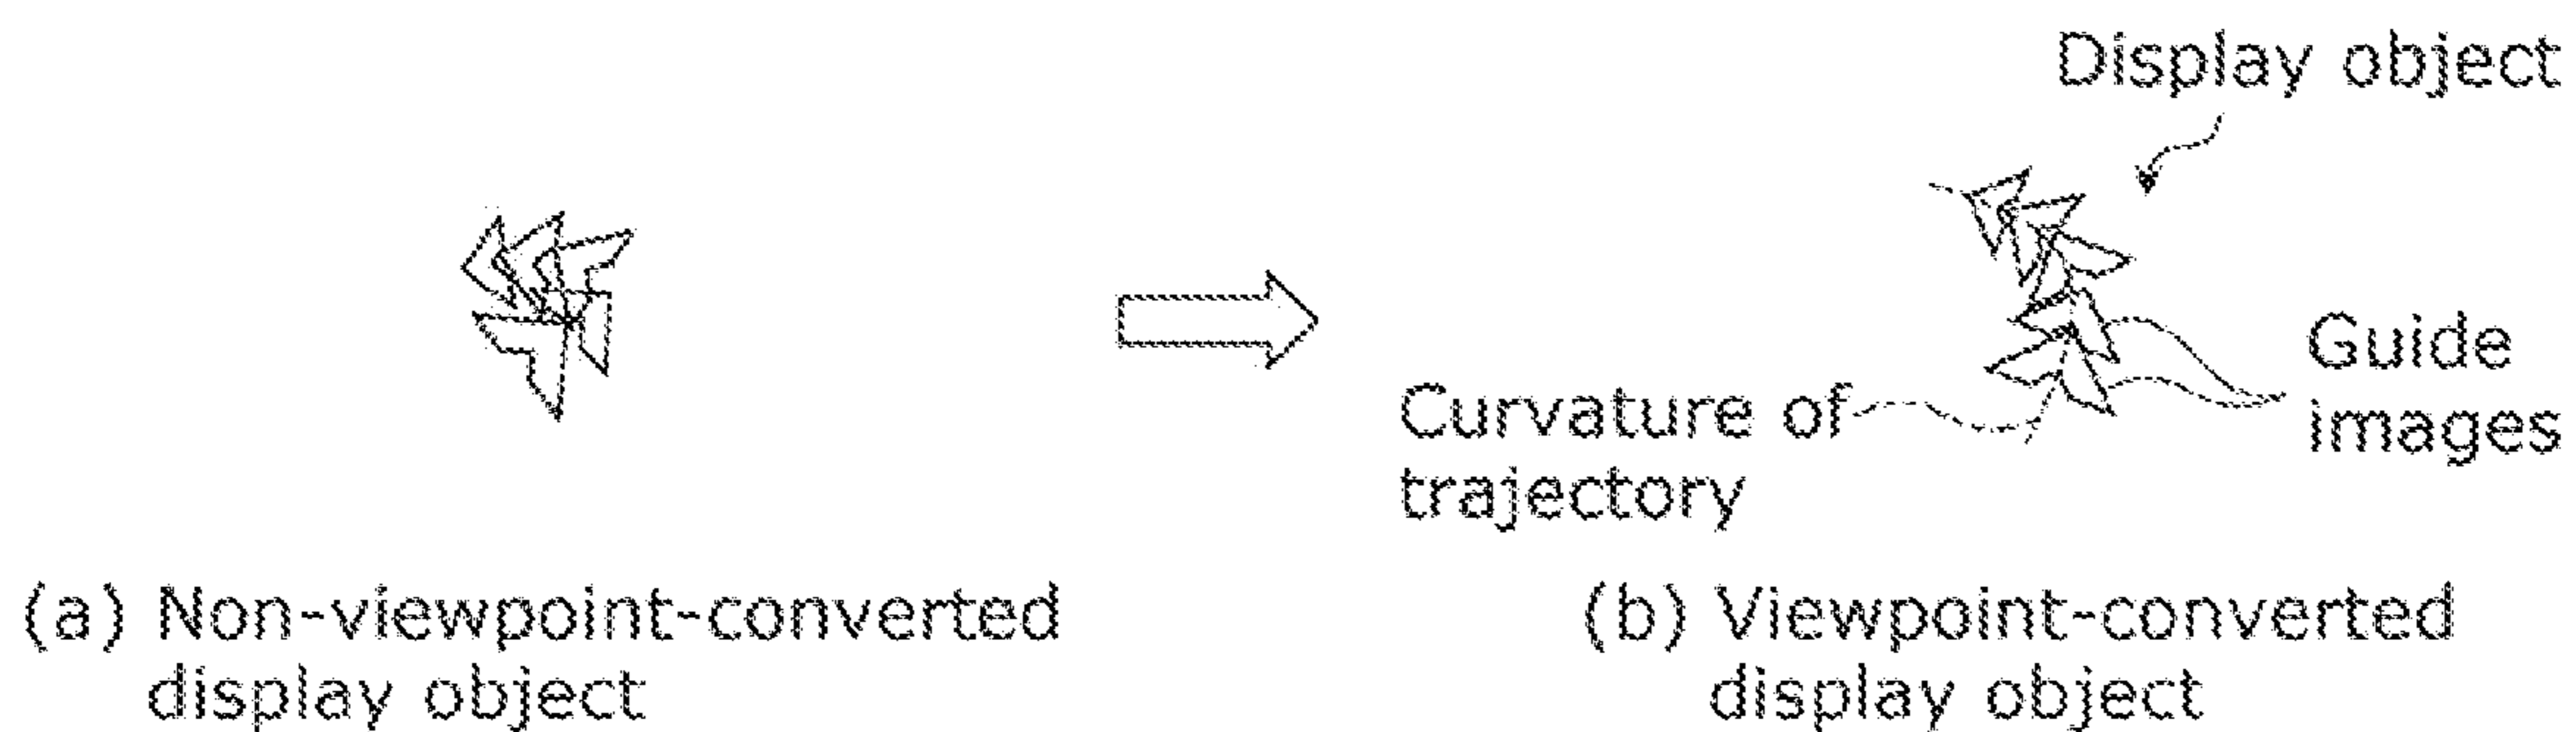 Display object
Guide
images
Curvature of
trajectory
(a) Non-viewpoint-converted
display object
(b) Viewpoint-converted
display object